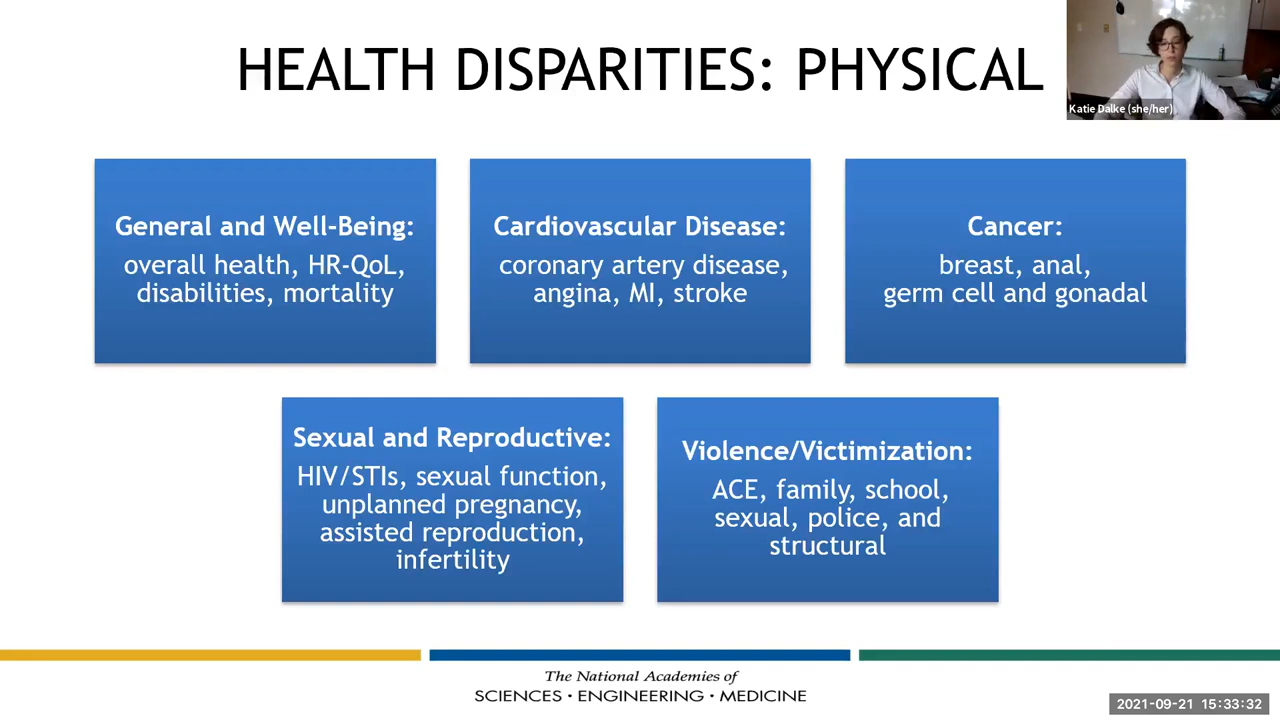 HEALTH DISPARITIES: PHYSICAL
Katie Dalke (she/her)
General and Well-Being:
overall health, HR-QoL,
disabilities, mortality
Cardiovascular Disease:
coronary artery disease,
angina, MI, stroke
Cancer:
breast, anal,
germ cell and gonadal
Sexual and Reproductive:
HIV/STIs, sexual function,
unplanned pregnancy,
assisted reproduction,
infertility
Violence/Victimization:
ACE, family, school,
sexual, police, and
structural
The National Academies of
SCIENCES · ENGINEERING · MEDICINE
2021-09-21 15:33:32